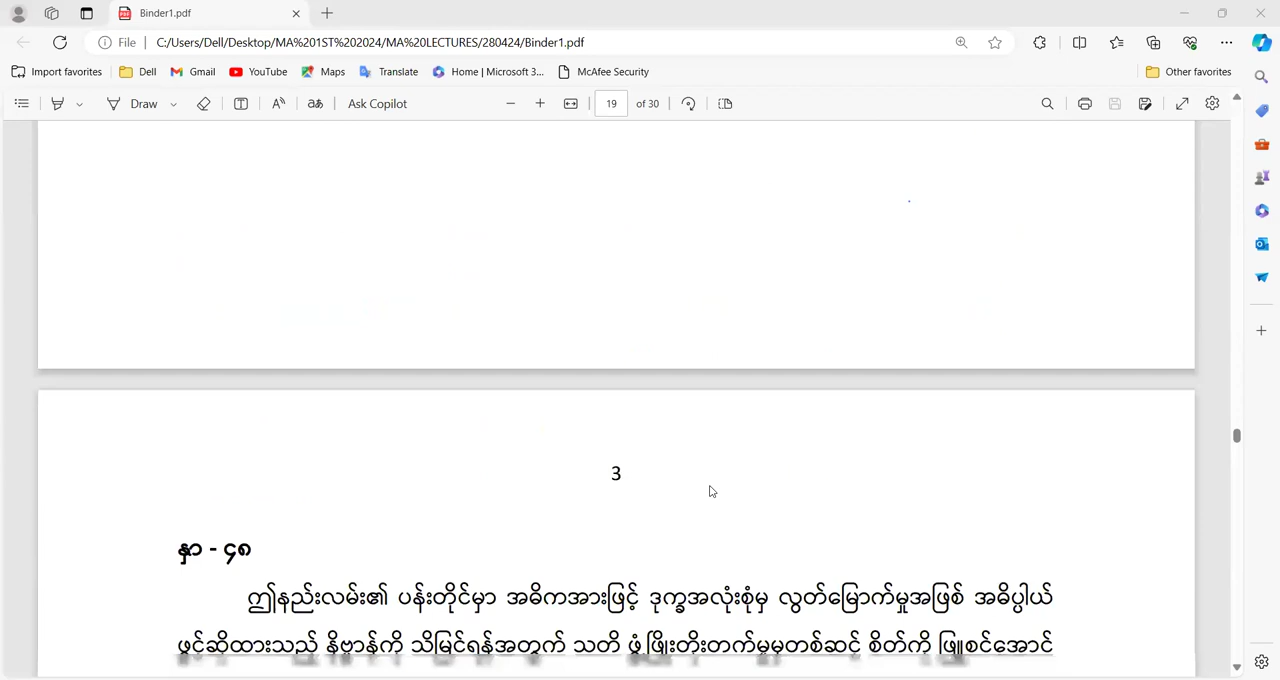 Binder1.pdf
File
C:/Users/Dell/Desktop/MA%201ST%202024/MA%20LECTURES/280424/Binder1.pdf
Import favorites Dell Gmail YouTube Maps Translate Home | Microsoft 3... McAfee Security Other favorites
Draw Ask Copilot 19 of 30
3
နှာ - ၄၈
ဤနည်းလမ်း၏ ပန်းတိုင်မှာ အဓိကအားဖြင့် ဒုက္ခအလုံးစုံမှ လွတ်မြောက်မှုအဖြစ် အဓိပ္ပါယ်
ဖွင့်ဆိုထားသည့် နိဗ္ဗာန်ကို သိမြင်ရန်အတွက် သတိ ဖွံ့ဖြိုးတိုးတက်မှုမှတစ်ဆင့် စိတ်ကို ဖြူစင်အောင်